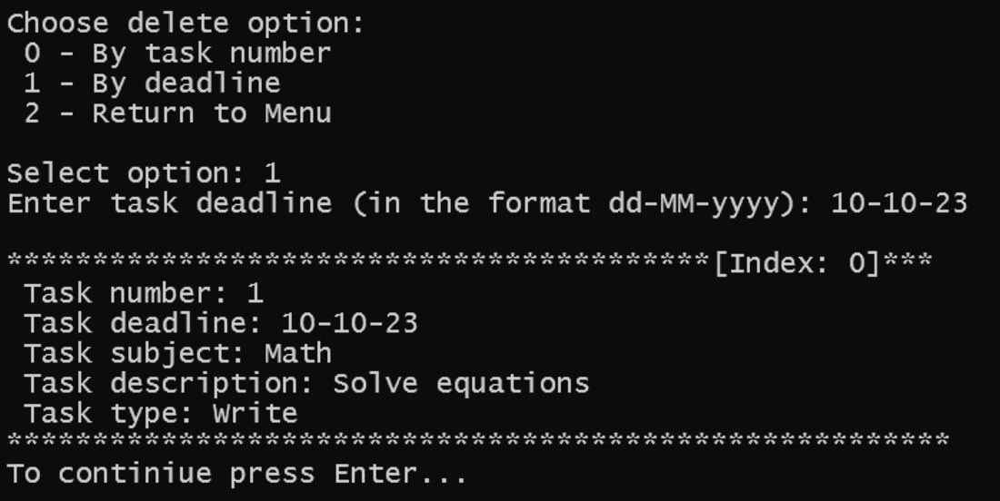 Choose delete option:
0 - By task number
1 - By deadline
2 - Return to Menu
Select option: 1
Enter task deadline (in the format dd-MM-yyyy): 10-10-23
*****************************************[Index: 0]***
Task number: 1
Task deadline: 10-10-23
Task subject: Math
Task description: Solve equations
Task type: Write
*******************************************************
To continiue press Enter...